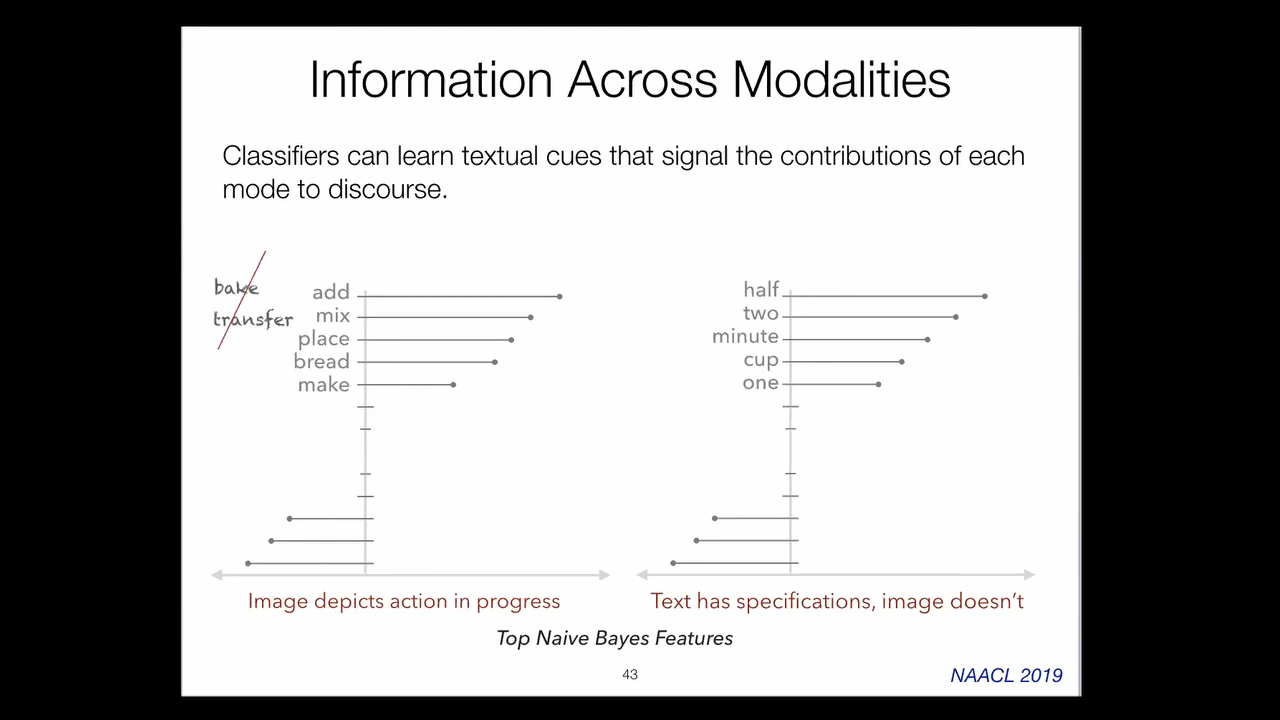 Information Across Modalities
Classifiers can learn textual cues that signal the contributions of each
mode to discourse.
bake
transfer
add
mix
place
bread
make
half
two
minute
cup
one
Image depicts action in progress
Text has specifications, image doesn't
Top Naive Bayes Features
43
NAACL 2019